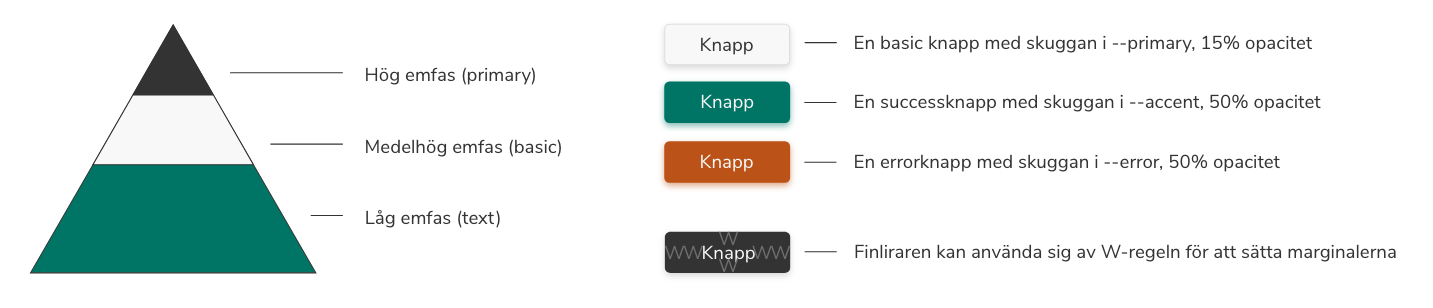 Hög emfas (primary)
Medelhög emfas (basic)
Låg emfas (text)
Knapp
En basic knapp med skuggan i --primary, 15% opacitet
Knapp
En successknapp med skuggan i --accent, 50% opacitet
Knapp
En errorknapp med skuggan i --error, 50% opacitet
W
WWW Knapp WWW
W
Finliraren kan använda sig av W-regeln för att sätta marginalerna